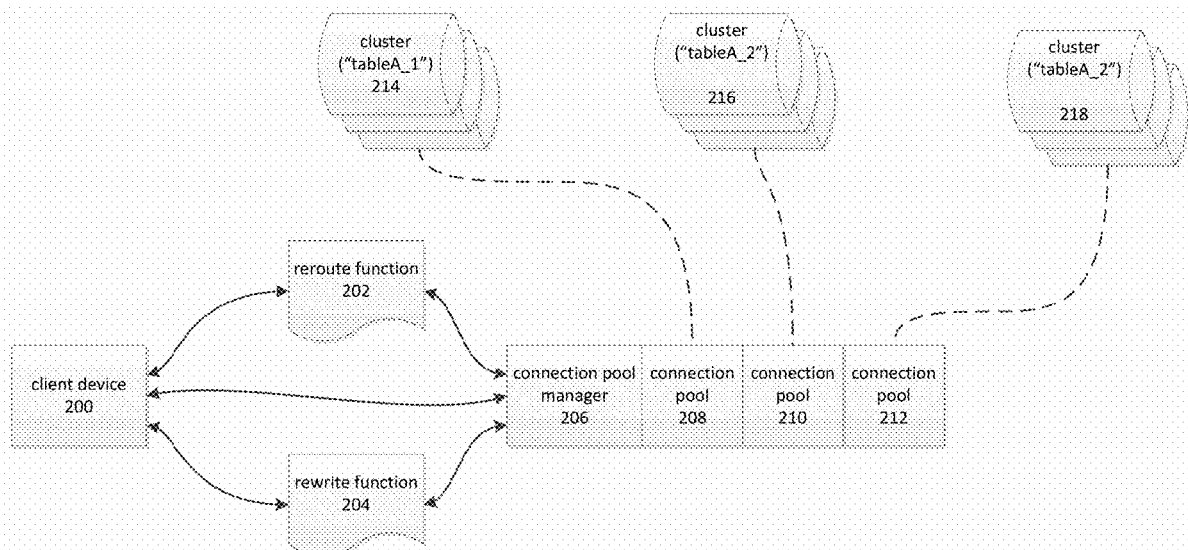 cluster
("tableA_1")
214
cluster
("tableA_2")
216
cluster
("tableA_2")
218
reroute function
202
client device
200
connection pool
manager
206
connection
pool
208
connection
pool
210
connection
pool
212
rewrite function
204